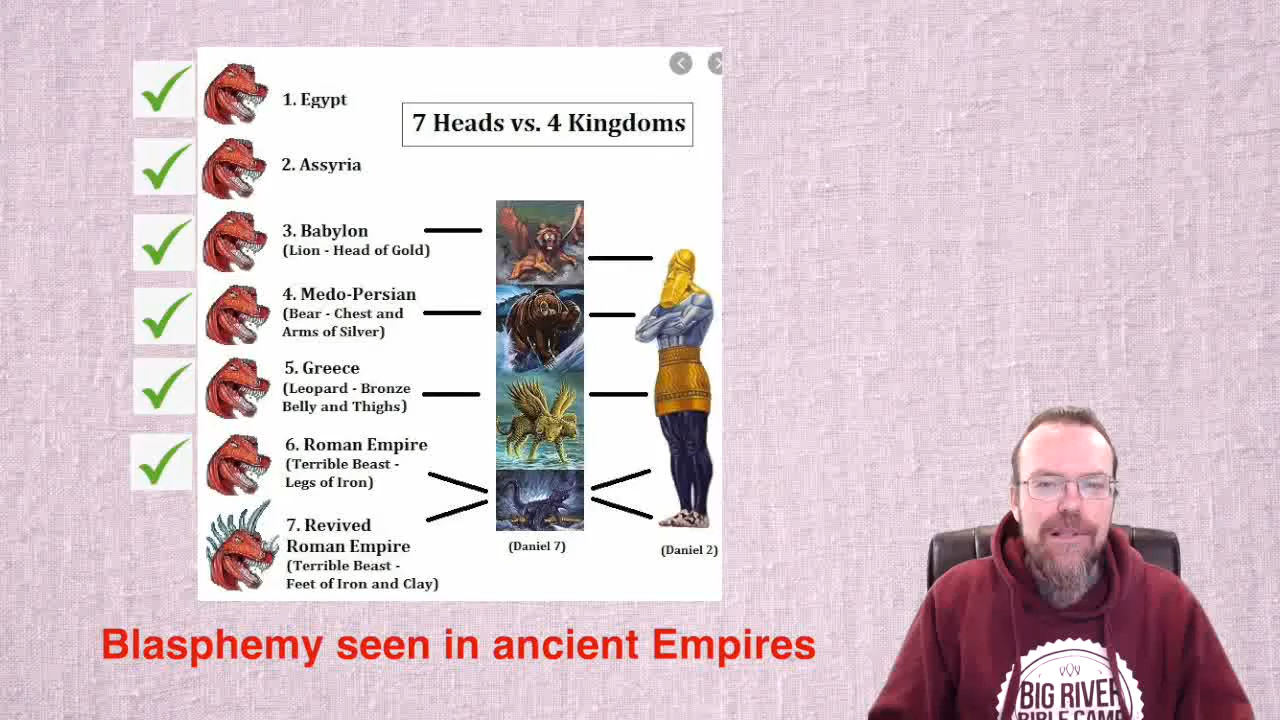 1. Egypt
7 Heads vs. 4 Kingdoms
2. Assyria
3. Babylon
(Lion - Head of Gold)
4. Medo-Persian
(Bear - Chest and
Arms of Silver)
5. Greece
(Leopard - Bronze
Belly and Thighs)
6. Roman Empire
(Terrible Beast -
Legs of Iron)
7. Revived
Roman Empire
(Terrible Beast -
Feet of Iron and Clay)
(Daniel 7)
(Daniel 2)
Blasphemy seen in ancient Empires
BIG RIVER
BIBLE CAMP